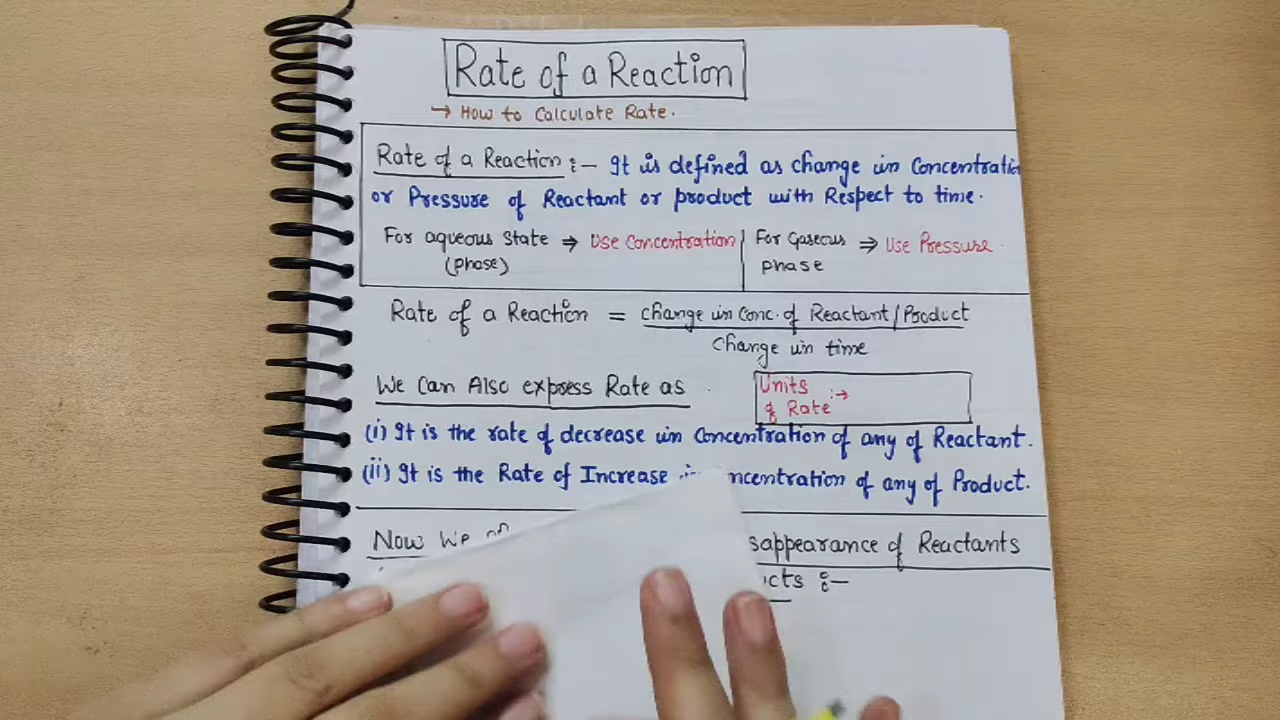 Rate of a Reaction
→ How to Calculate Rate.
Rate of a Reaction :- It is defined as change in Concentration
or Pressure of Reactant or product with Respect to time.
For aqueous State ⇒ Use Concentration
(phase)
For Gaseous ⇒ Use Pressure
phase
Rate of a Reaction = change in conc. of Reactant / Product
Change in time
We Can Also express Rate as
Units :→
of Rate
(i) It is the rate of decrease in Concentration of any of Reactant.
(ii) It is the Rate of Increase in concentration of any of Product.
Now We sappearance of Reactants
cts :-